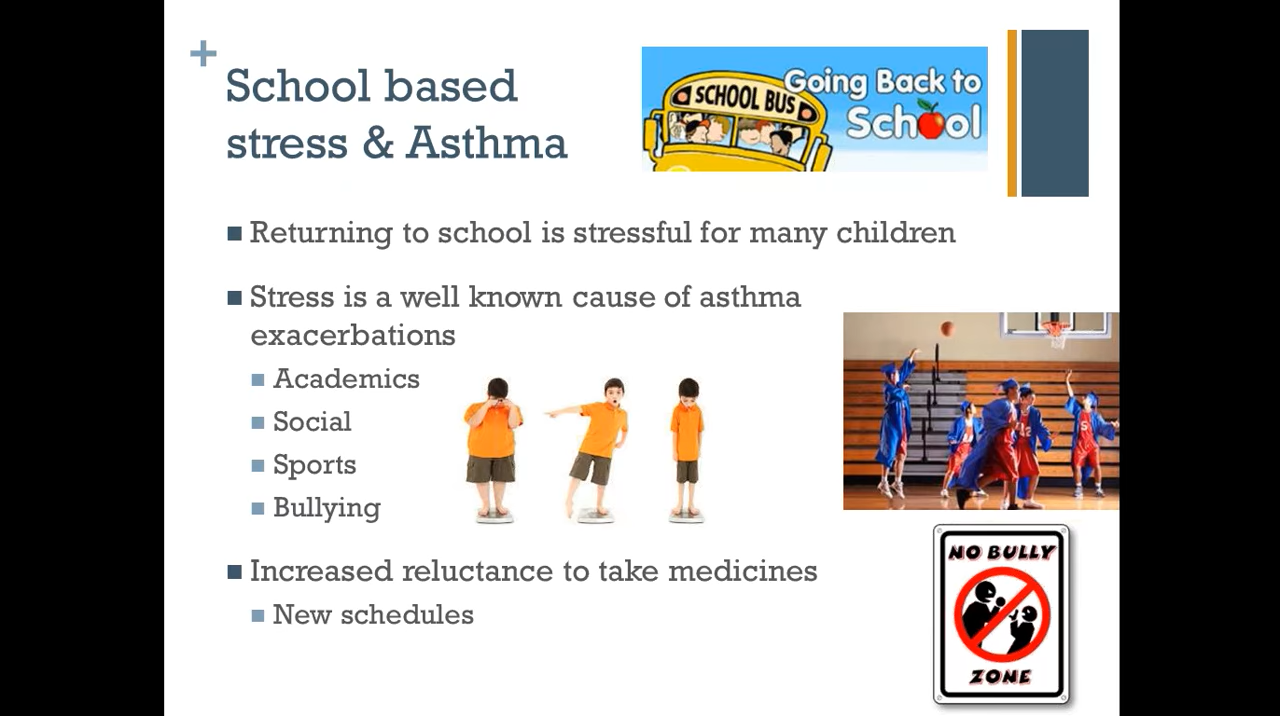 +
School based
stress & Asthma
SCHOOL BUS
Going Back to
School
Returning to school is stressful for many children
Stress is a well known cause of asthma
exacerbations
Academics
Social
Sports
Bullying
Increased reluctance to take medicines
New schedules
NO BULLY
ZONE